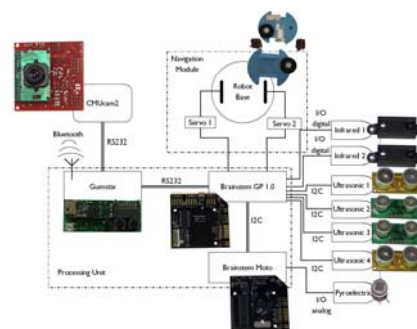 CMUcam2
Bluetooth
RS232
Navigation
Module
Robot
Base
Servo 1
Servo 2
I/O
digital
Infrared 1
I/O
digital
Infrared 2
I2C
Ultrasonic 1
Ultrasonic 2
I2C
Ultrasonic 3
I2C
Ultrasonic 4
I2C
Gumstix
RS232
Brainstem GP 1.0
I2C
Processing Unit
Brainstem Moto
I/O
analog
Pyroelectric